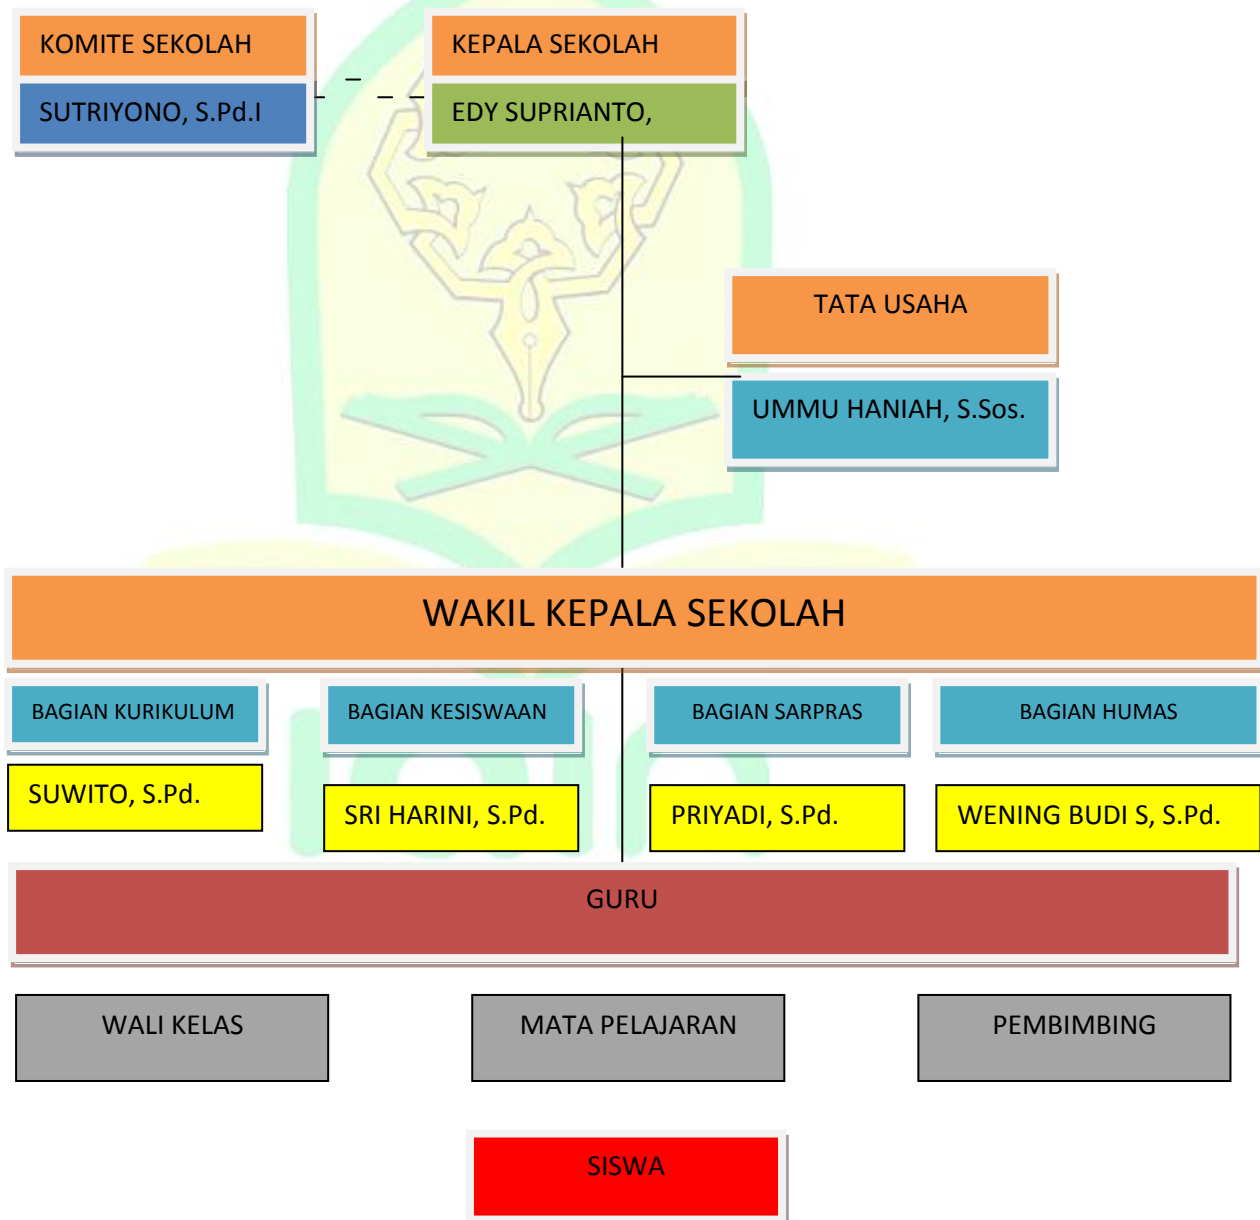 KOMITE SEKOLAH
KEPALA SEKOLAH
SUTRIYONO, S.Pd.I
EDY SUPRIANTO,
TATA USAHA
UMMU HANIAH, S.Sos.
WAKIL KEPALA SEKOLAH
BAGIAN KURIKULUM
BAGIAN KESISWAAN
BAGIAN SARPRAS
BAGIAN HUMAS
SUWITO, S.Pd.
SRI HARINI, S.Pd.
PRIYADI, S.Pd.
WENING BUDI S, S.Pd.
iain
GURU
WALI KELAS
MATA PELAJARAN
PEMBIMBING
SISWA